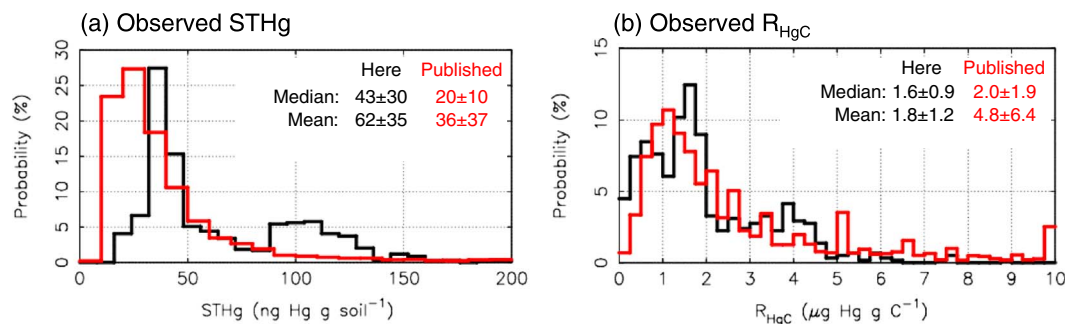 (a) Observed STHg
Here Published
Median: 43±30 20±10
Mean: 62±35 36±37
Probability (%)
30
25
20
15
10
5
0
0 50 100 150 200
STHg (ng Hg g soil⁻¹)
(b) Observed R_HgC
Here Published
Median: 1.6±0.9 2.0±1.9
Mean: 1.8±1.2 4.8±6.4
Probability (%)
15
10
5
0
0 1 2 3 4 5 6 7 8 9 10
R_HgC (μg Hg g C⁻¹)